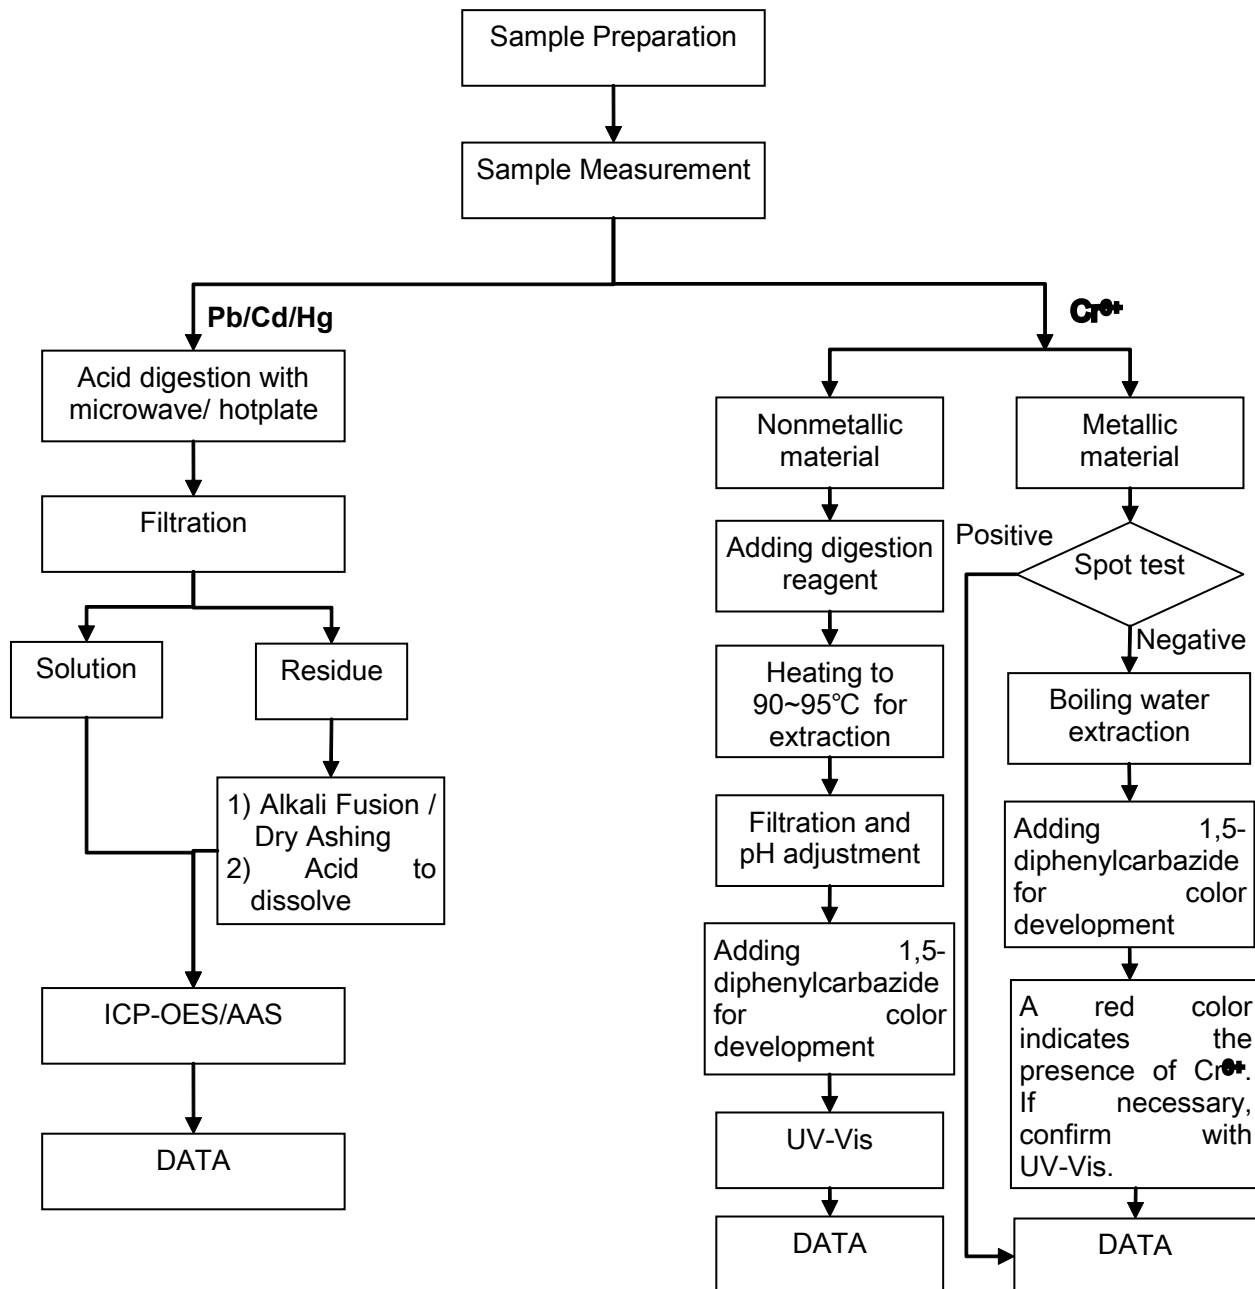 Sample Preparation
Sample Measurement
Pb/Cd/Hg
Cr⁶⁺
Acid digestion with
microwave/ hotplate
Filtration
Solution
Residue
1) Alkali Fusion /
Dry Ashing
2) Acid to
dissolve
ICP-OES/AAS
DATA
Nonmetallic
material
Adding digestion
reagent
Heating to
90~95℃ for
extraction
Filtration and
pH adjustment
Adding 1,5-
diphenylcarbazide
for color
development
UV-Vis
DATA
Metallic
material
Positive
Spot test
Negative
Boiling water
extraction
Adding 1,5-
diphenylcarbazide
for color
development
A red color
indicates the
presence of Cr⁶⁺.
If necessary,
confirm with
UV-Vis.
DATA